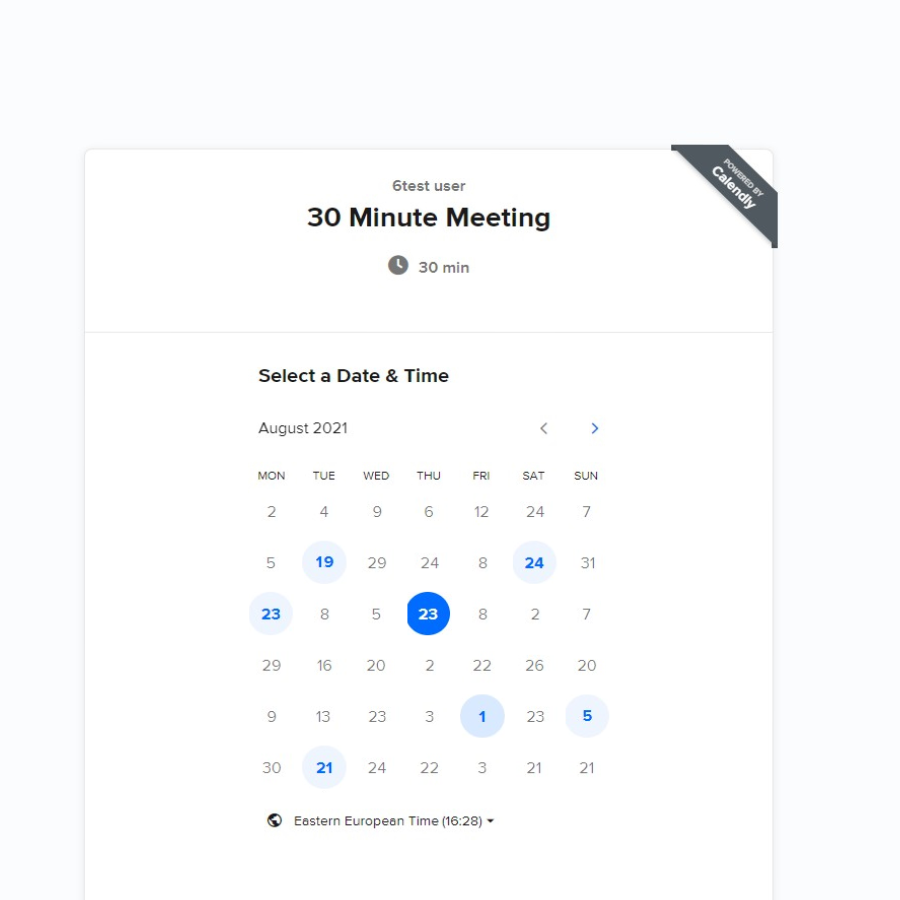 POWERED BY
Calendly
6test user
30 Minute Meeting
30 min
Select a Date & Time
August 2021
MON TUE WED THU FRI SAT SUN
2 4 9 6 12 24 7
5 19 29 24 8 24 31
23 8 5 23 8 2 7
29 16 20 2 22 26 20
9 13 23 3 1 23 5
30 21 24 22 3 21 21
Eastern European Time (16:28)